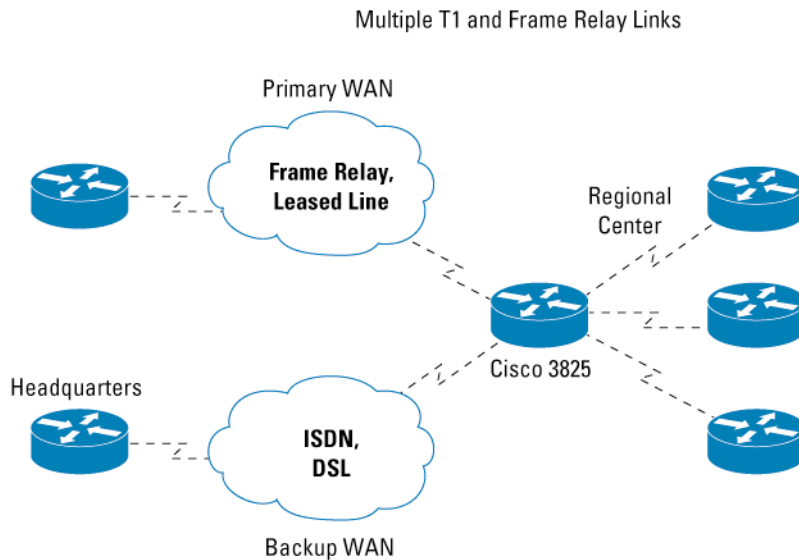 Multiple T1 and Frame Relay Links
Primary WAN
Frame Relay,
Leased Line
Regional
Center
Cisco 3825
Headquarters
ISDN,
DSL
Backup WAN